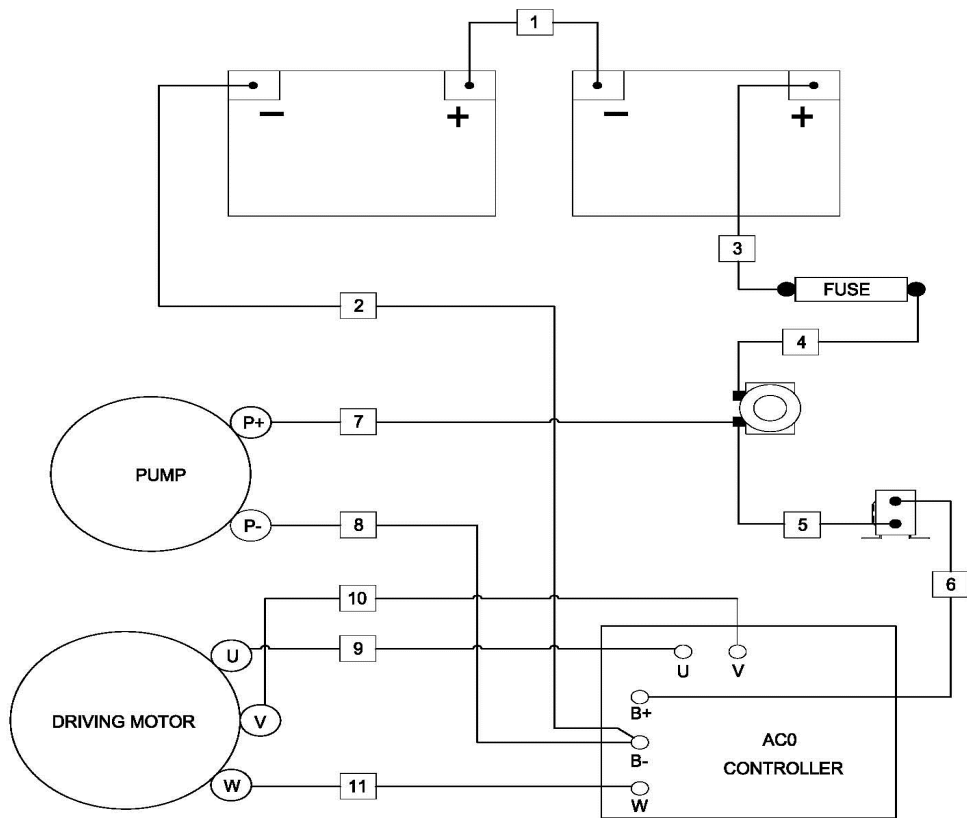 1
− + − +
3
FUSE
2
4
P+ 7
PUMP
P- 8 5
6
10
U 9 U V
B+
DRIVING MOTOR V
AC0
B-
CONTROLLER
W 11 W